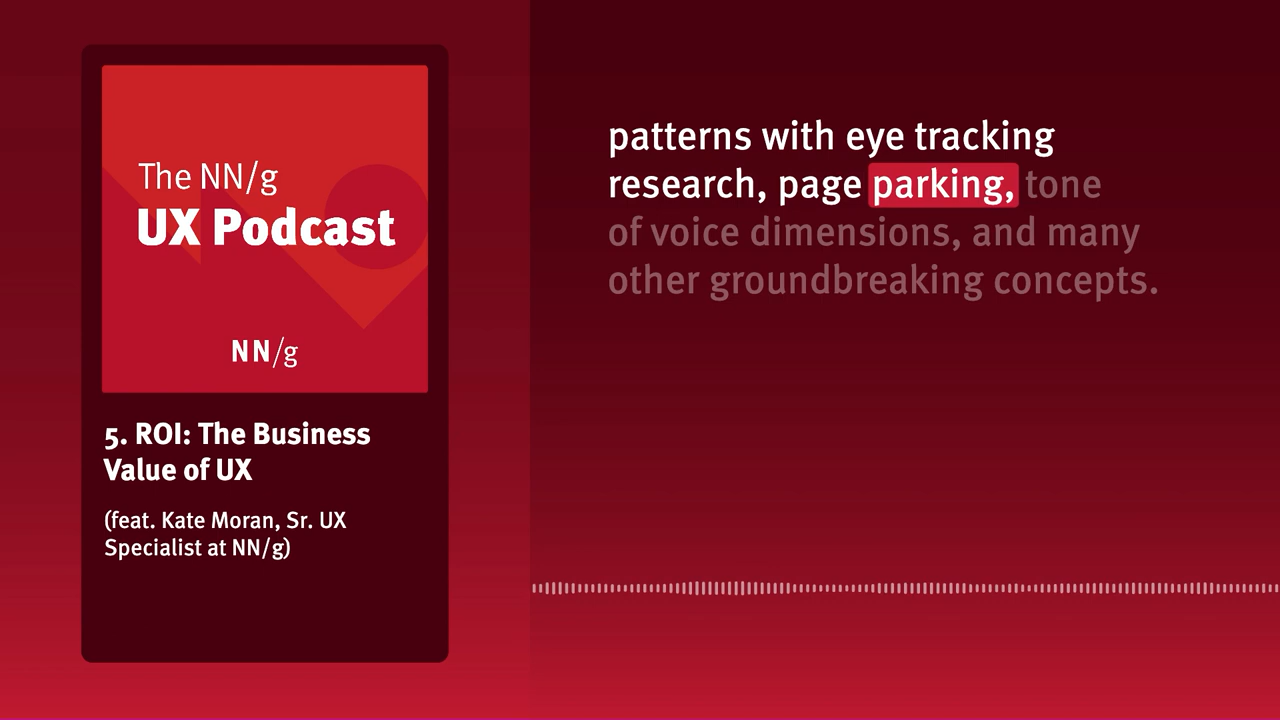 The NN/g
UX Podcast
NN/g
5. ROI: The Business
Value of UX
(feat. Kate Moran, Sr. UX
Specialist at NN/g)
patterns with eye tracking
research, page parking, tone
of voice dimensions, and many
other groundbreaking concepts.